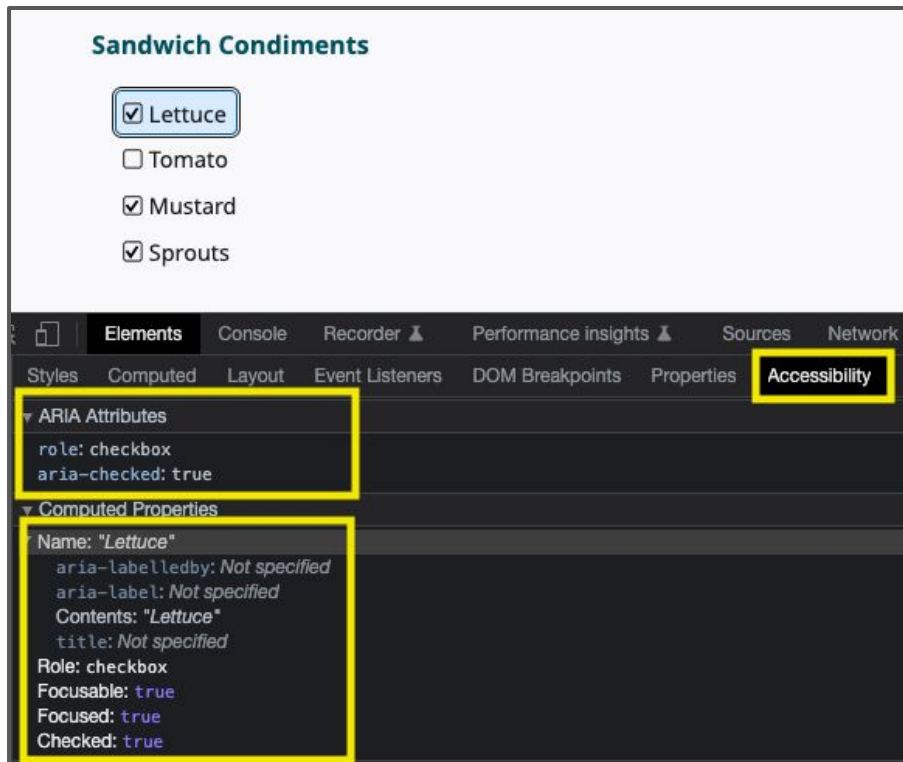 Sandwich Condiments
Lettuce
Tomato
Mustard
Sprouts
Elements Console Recorder Performance insights Sources Network
Styles Computed Layout Event Listeners DOM Breakpoints Properties Accessibility
ARIA Attributes
role: checkbox
aria-checked: true
Computed Properties
Name: "Lettuce"
aria-labelledby: Not specified
aria-label: Not specified
Contents: "Lettuce"
title: Not specified
Role: checkbox
Focusable: true
Focused: true
Checked: true